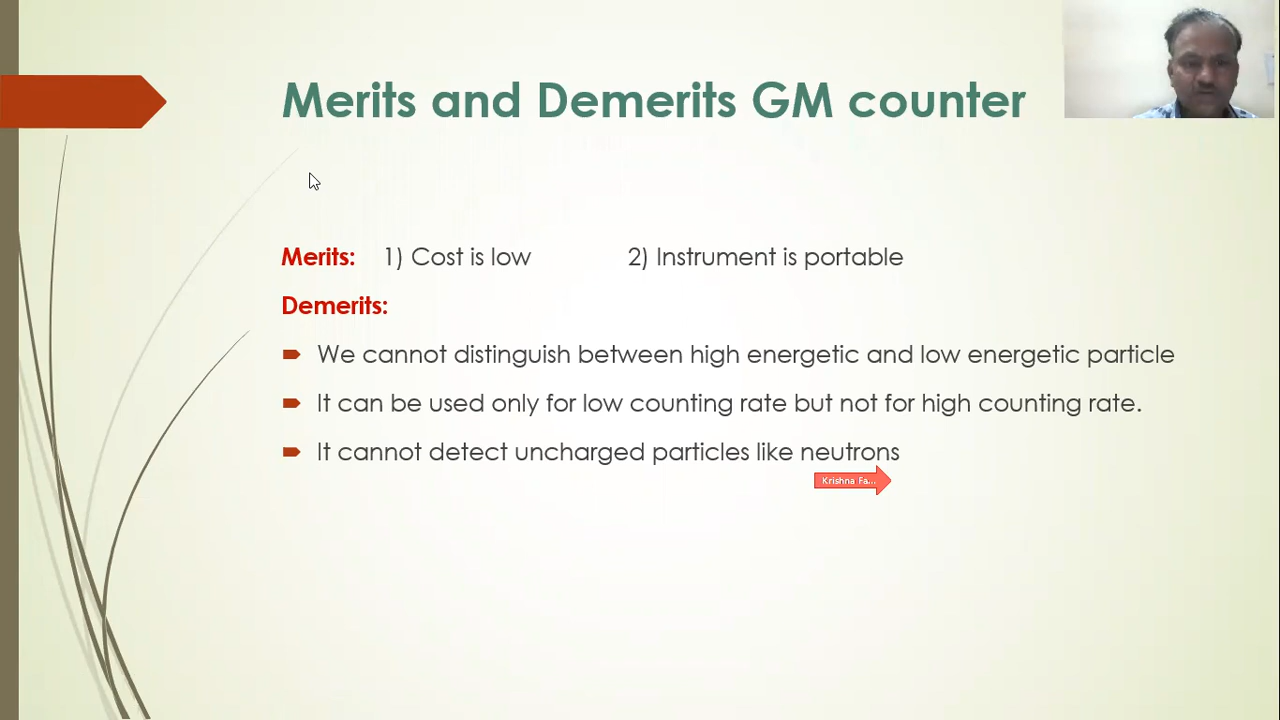 Merits and Demerits GM counter
Merits: 1) Cost is low 2) Instrument is portable
Demerits:
We cannot distinguish between high energetic and low energetic particle
It can be used only for low counting rate but not for high counting rate.
It cannot detect uncharged particles like neutrons
Krishna Fa...